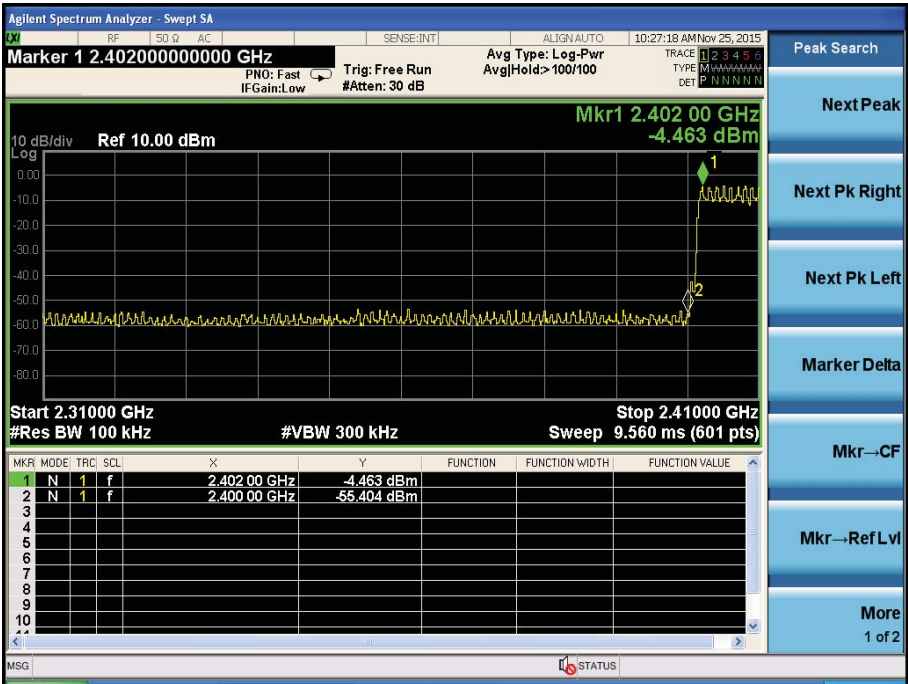 Agilent Spectrum Analyzer - Swept SA
LXI RF 50 Ω AC SENSE:INT ALIGN AUTO 10:27:18 AM Nov 25, 2015
Marker 1 2.402000000000 GHz
PNO: Fast
IFGain:Low
Trig: Free Run
#Atten: 30 dB
Avg Type: Log-Pwr
Avg|Hold:>100/100
TRACE 1 2 3 4 5 6
TYPE M WWWWW
DET P N N N N N
Peak Search
Mkr1 2.402 00 GHz
-4.463 dBm
10 dB/div Ref 10.00 dBm
Log
1
0.00
-10.0
-20.0
-30.0
-40.0
-50.0
2
-60.0
-70.0
-80.0
Start 2.31000 GHz Stop 2.41000 GHz
#Res BW 100 kHz #VBW 300 kHz Sweep 9.560 ms (601 pts)
MKR MODE TRC SCL X Y FUNCTION FUNCTION WIDTH FUNCTION VALUE
1 N 1 f 2.402 00 GHz -4.463 dBm
2 N 1 f 2.400 00 GHz -55.404 dBm
3
4
5
6
7
8
9
10
11
MSG STATUS
Next Peak
Next Pk Right
Next Pk Left
Marker Delta
Mkr→CF
Mkr→Ref Lvl
More
1 of 2